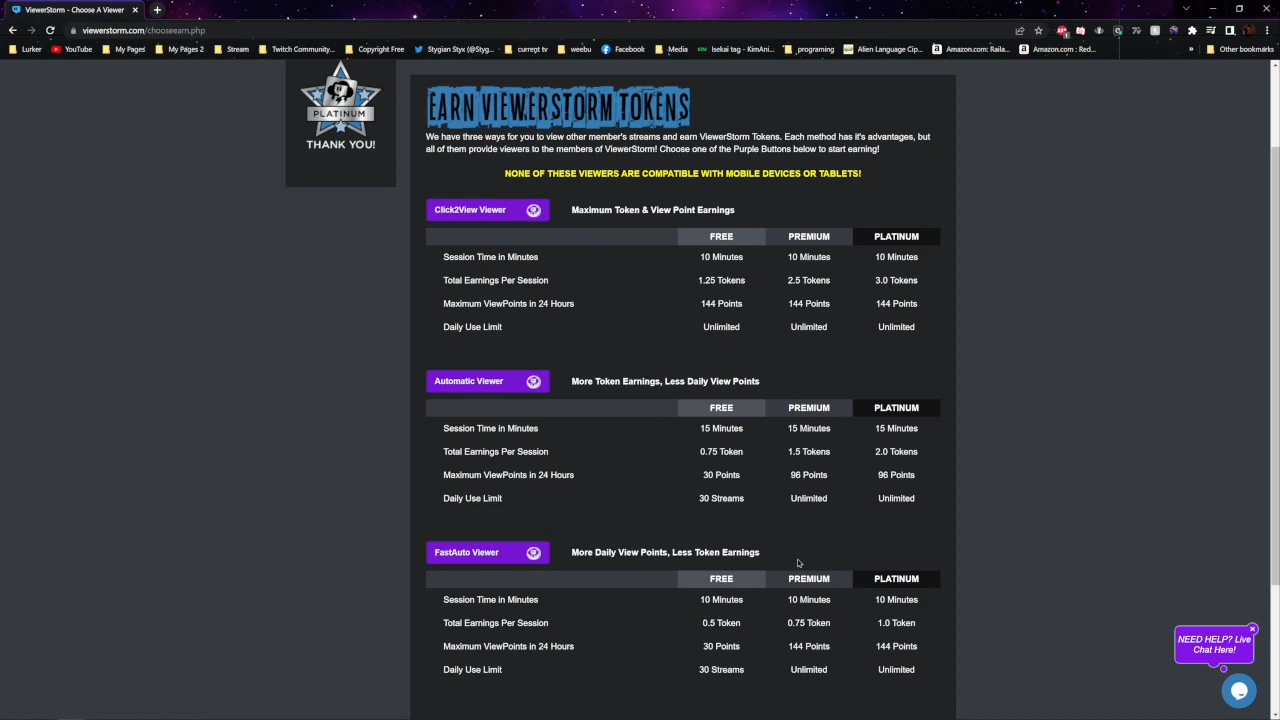 ViewerStorm - Choose A Viewer
viewerstorm.com/chooseearn.php
Lurker YouTube My Pages My Pages 2 Stream Twitch Communit... Copyright Free Stygian Styx (@Styg... currept tv weebu Facebook Media Isekai tag - KimAni... programing Alien Language Cip... Amazon.com: Raila... Amazon.com : Red... » Other bookmarks
PLATINUM
THANK YOU!
EARN VIEWERSTORM TOKENS
We have three ways for you to view other member's streams and earn ViewerStorm Tokens. Each method has it's advantages, but
all of them provide viewers to the members of ViewerStorm! Choose one of the Purple Buttons below to start earning!
NONE OF THESE VIEWERS ARE COMPATIBLE WITH MOBILE DEVICES OR TABLETS!
Click2View Viewer Maximum Token & View Point Earnings
FREE PREMIUM PLATINUM
Session Time in Minutes 10 Minutes 10 Minutes 10 Minutes
Total Earnings Per Session 1.25 Tokens 2.5 Tokens 3.0 Tokens
Maximum ViewPoints in 24 Hours 144 Points 144 Points 144 Points
Daily Use Limit Unlimited Unlimited Unlimited
Automatic Viewer More Token Earnings, Less Daily View Points
FREE PREMIUM PLATINUM
Session Time in Minutes 15 Minutes 15 Minutes 15 Minutes
Total Earnings Per Session 0.75 Token 1.5 Tokens 2.0 Tokens
Maximum ViewPoints in 24 Hours 30 Points 96 Points 96 Points
Daily Use Limit 30 Streams Unlimited Unlimited
FastAuto Viewer More Daily View Points, Less Token Earnings
FREE PREMIUM PLATINUM
Session Time in Minutes 10 Minutes 10 Minutes 10 Minutes
Total Earnings Per Session 0.5 Token 0.75 Token 1.0 Token
Maximum ViewPoints in 24 Hours 30 Points 144 Points 144 Points
Daily Use Limit 30 Streams Unlimited Unlimited
NEED HELP? Live
Chat Here!